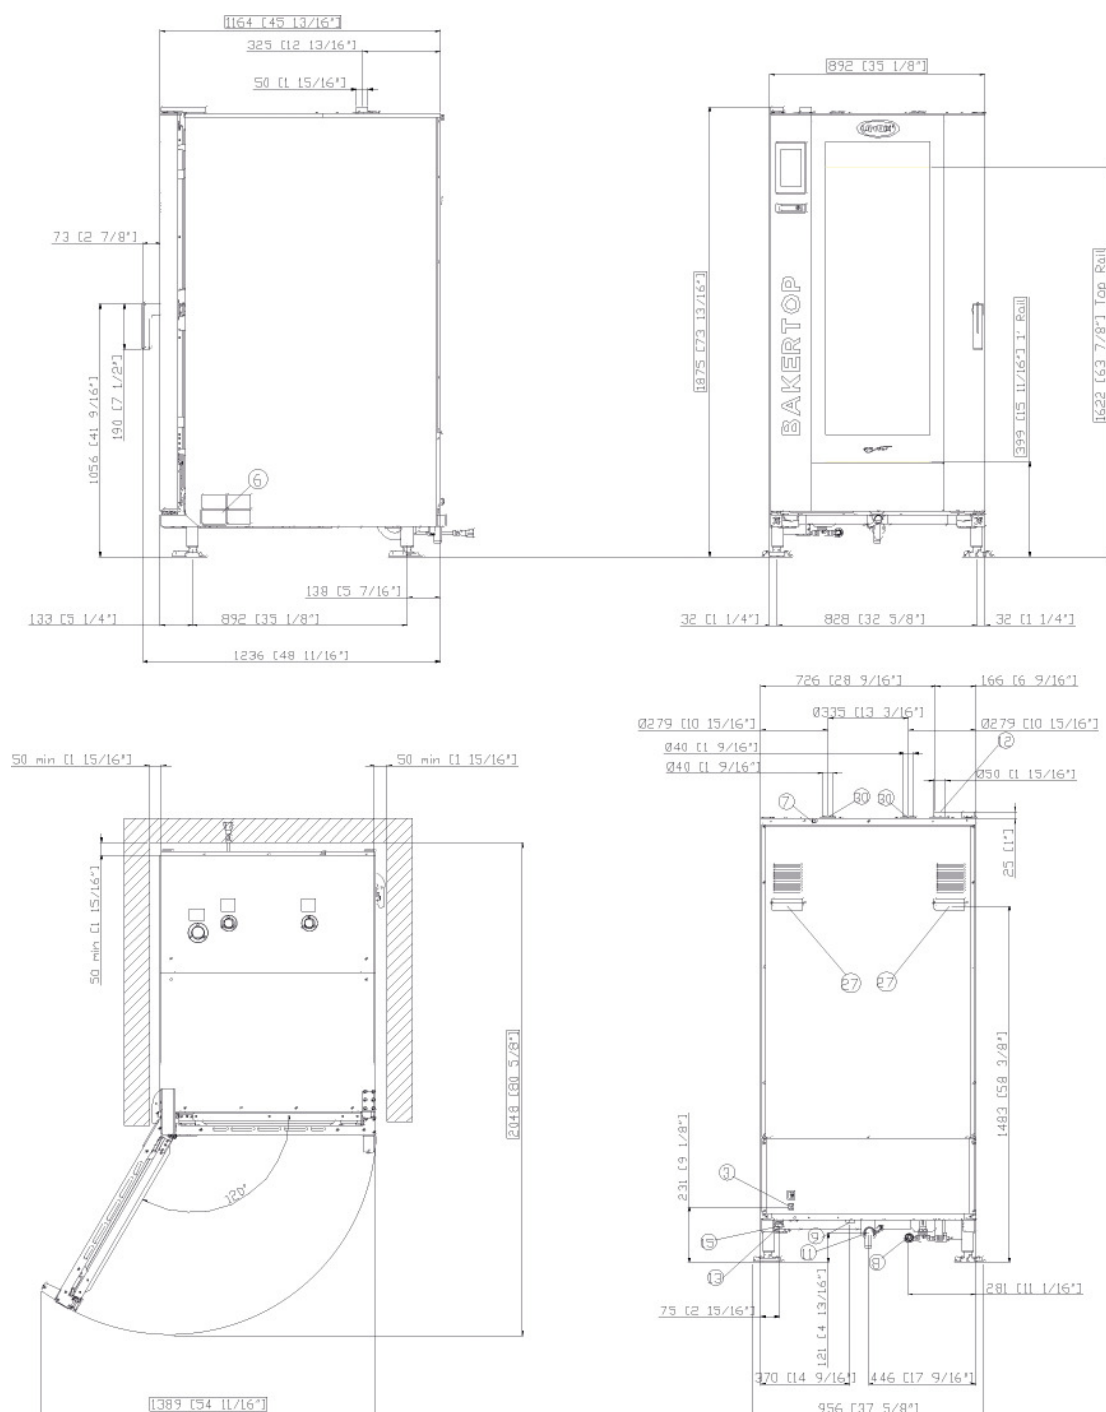 1164 [45 13/16"]
325 [12 13/16"]
50 [1 15/16"]
73 [2 7/8"]
190 [7 1/2"]
1056 [41 9/16"]
6
138 [5 7/16"]
133 [5 1/4"]
892 [35 1/8"]
1236 [48 11/16"]
892 [35 1/8"]
UNOX
BAKERTOP
1875 [73 13/16"]
399 [15 11/16"] 1' Rail
1622 [63 7/8"] Top Rail
32 [1 1/4"]
828 [32 5/8"]
32 [1 1/4"]
50 min [1 15/16"]
50 min [1 15/16"]
50 min [1 15/16"]
2048 [80 5/8"]
120°
1389 [54 11/16"]
726 [28 9/16"]
166 [6 9/16"]
Ø335 [13 3/16"]
Ø279 [10 15/16"]
Ø279 [10 15/16"]
12
Ø40 [1 9/16"]
Ø40 [1 9/16"]
Ø50 [1 15/16"]
7
30
30
25 [1"]
27
27
1483 [58 3/8"]
231 [9 1/8"]
3
9
11
8
13
281 [11 1/16"]
75 [2 15/16"]
121 [4 13/16"]
370 [14 9/16"]
446 [17 9/16"]
956 [37 5/8"]